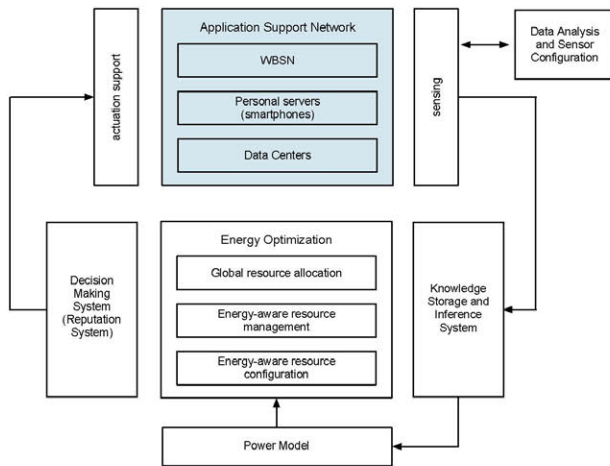 actuation support
Application Support Network
WBSN
Personal servers
(smartphones)
Data Centers
sensing
Data Analysis
and Sensor
Configuration
Decision
Making
System
(Reputation
System)
Energy Optimization
Global resource allocation
Energy-aware resource
management
Energy-aware resource
configuration
Knowledge
Storage and
Inference
System
Power Model